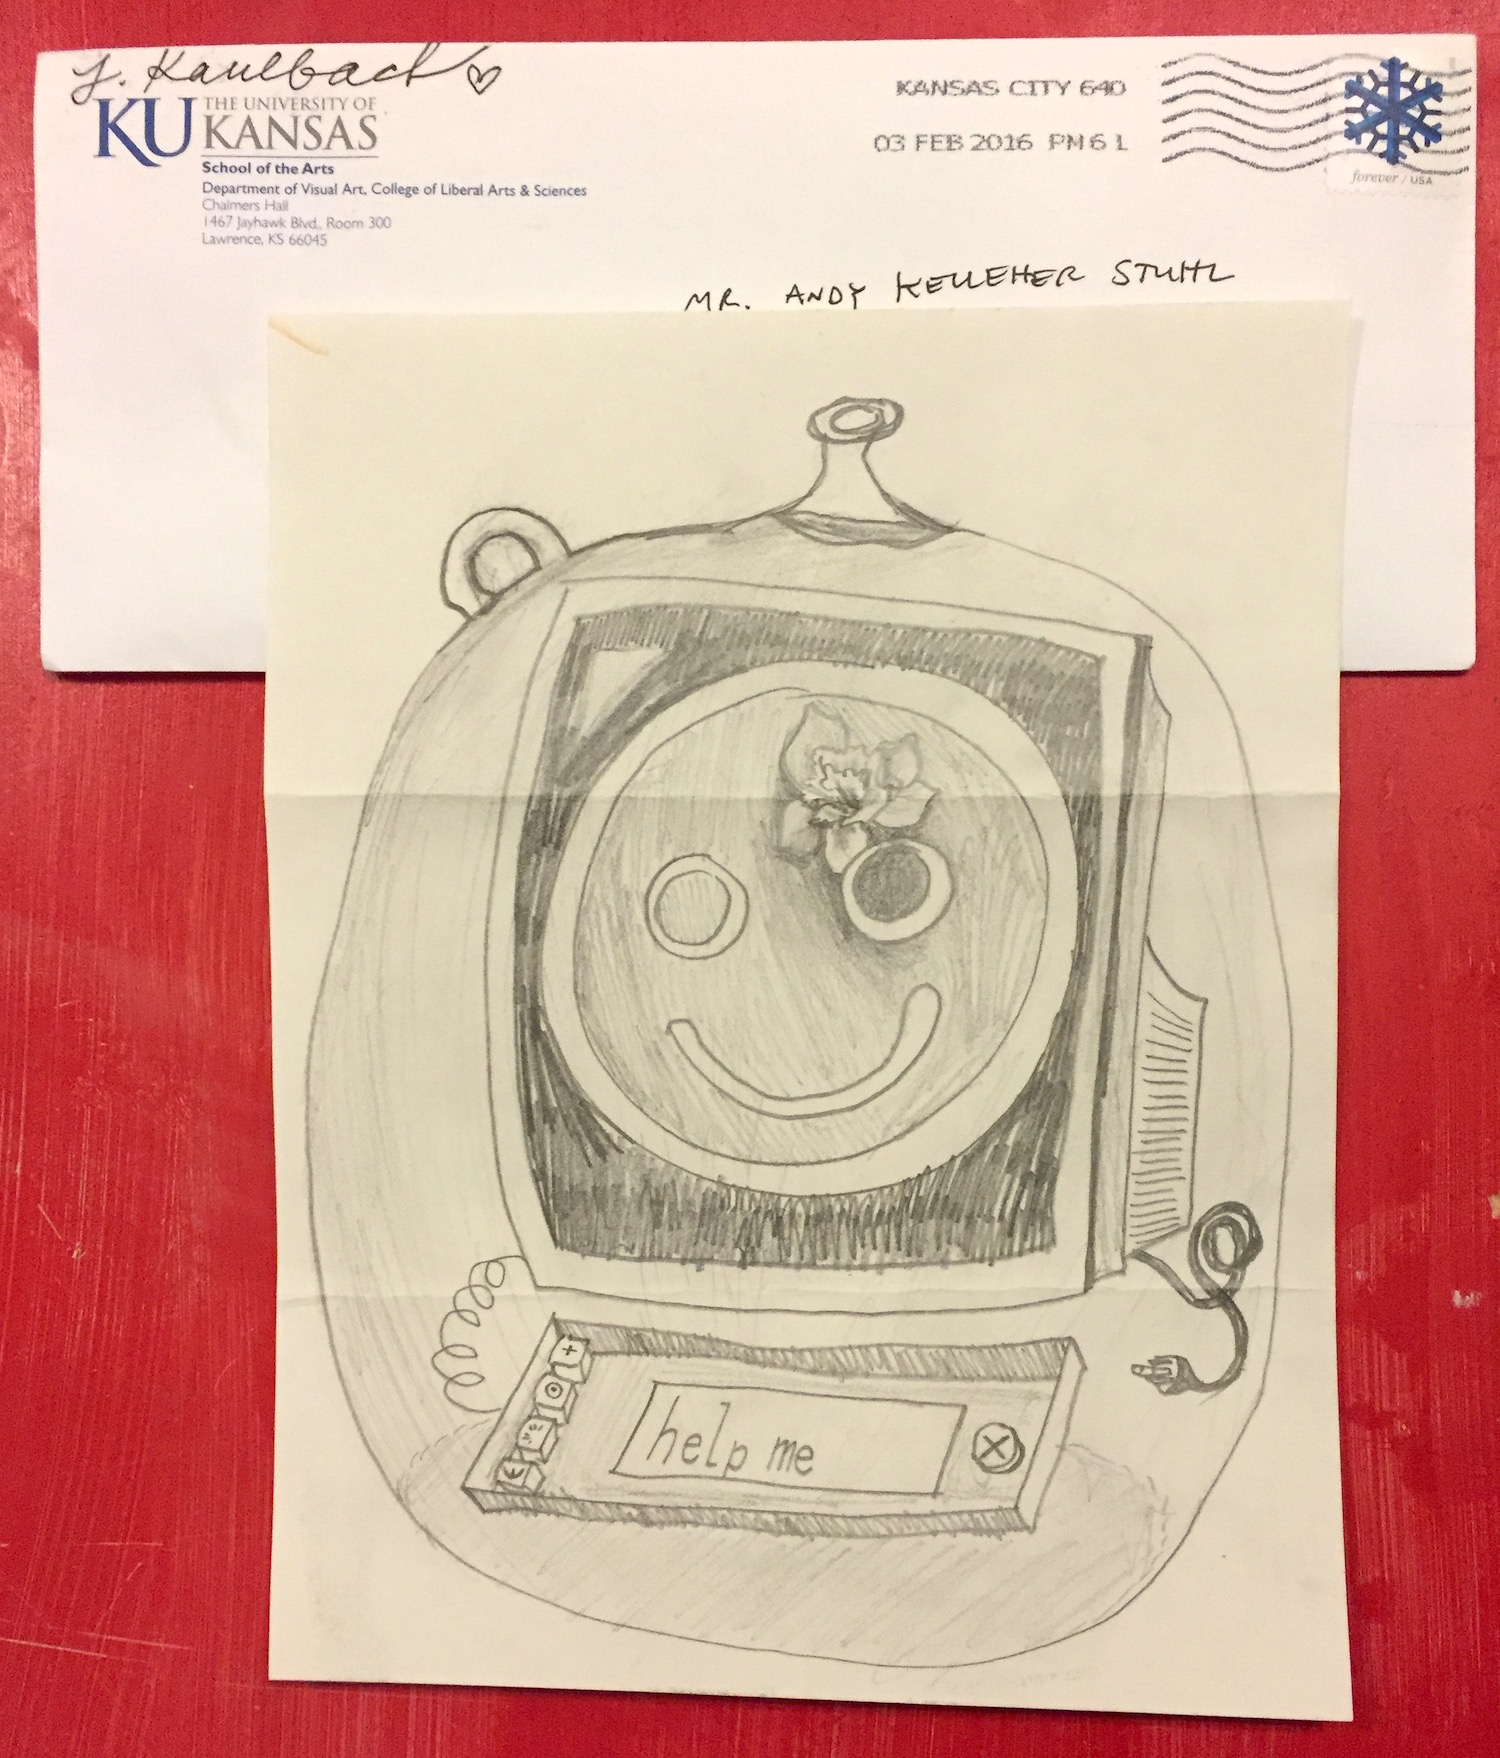 y. Kaulbach ♡
KU THE UNIVERSITY OF
KANSAS
School of the Arts
Department of Visual Art, College of Liberal Arts & Sciences
Chalmers Hall
1467 Jayhawk Blvd., Room 300
Lawrence, KS 66045
KANSAS CITY 640
03 FEB 2016 PM 6 L
forever / USA
MR. ANDY KELLEHER STUHL
help me